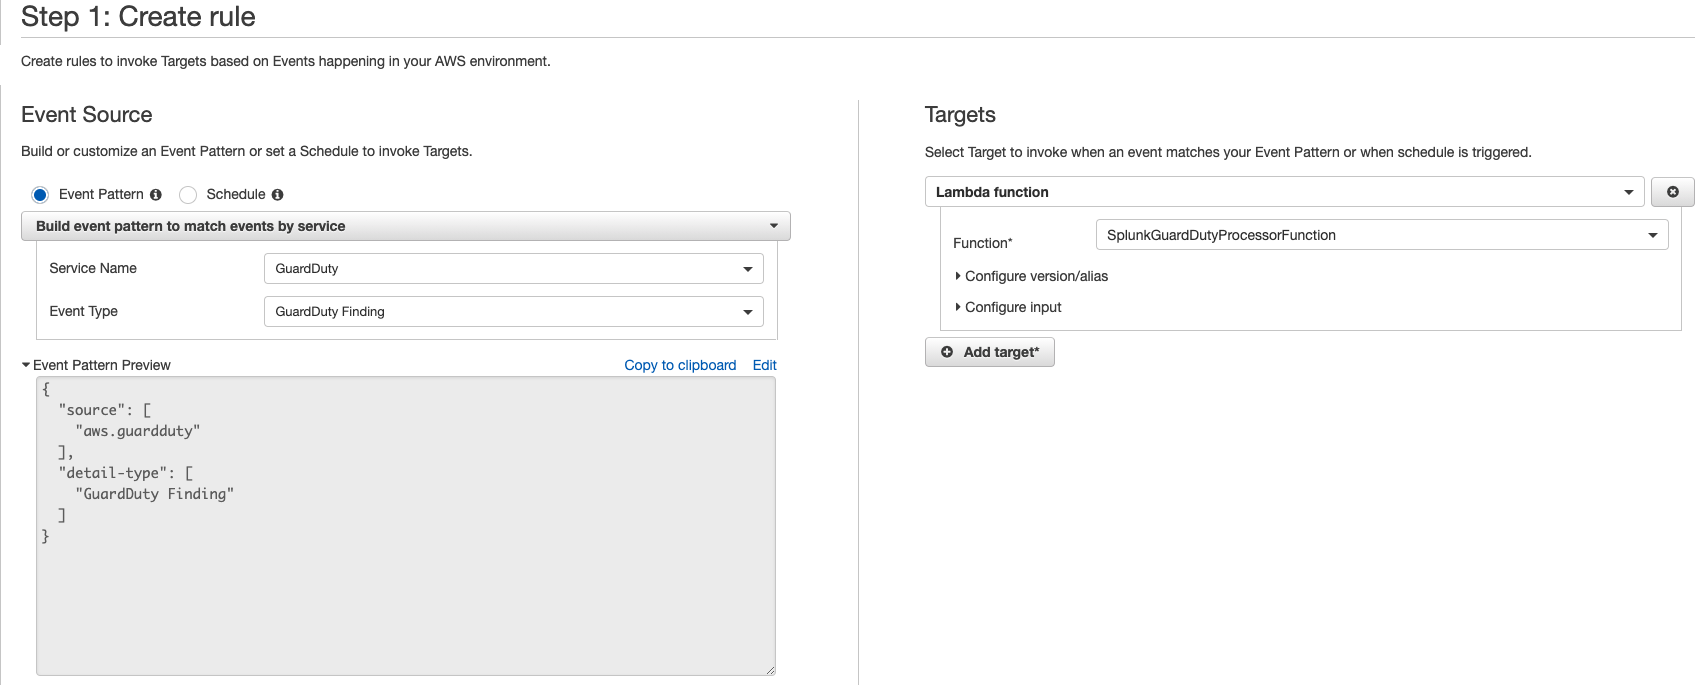 Step 1: Create rule
Create rules to invoke Targets based on Events happening in your AWS environment.
Event Source
Build or customize an Event Pattern or set a Schedule to invoke Targets.
Event Pattern Schedule
Build event pattern to match events by service
Service Name GuardDuty
Event Type GuardDuty Finding
Event Pattern Preview Copy to clipboard Edit
{
  "source": [
    "aws.guardduty"
  ],
  "detail-type": [
    "GuardDuty Finding"
  ]
}
Targets
Select Target to invoke when an event matches your Event Pattern or when schedule is triggered.
Lambda function
Function* SplunkGuardDutyProcessorFunction
Configure version/alias
Configure input
Add target*